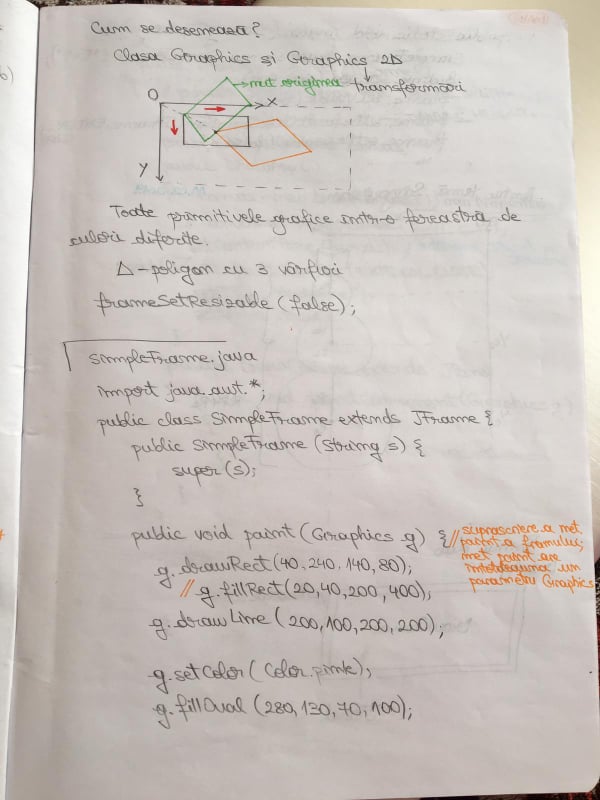 Cum se desenează?
Clasa Graphics și Graphics 2D
met originea transformări
O
X
Y
Toate primitivele grafice într-o fereastră de
culori diferite.
Δ - poligon cu 3 vârfuri
frameSetResizable (false);
simpleFrame.java
import java.awt.*;
public class SimpleFrame extends JFrame {
public SimpleFrame (String s) {
super (s);
}
public void paint (Graphics g) { // suprascriere a met
paint a frameului;
met paint are
întotdeauna un
parametru Graphics
g.drawRect (40, 240, 140, 80);
// g.fillRect (20, 40, 200, 400);
g.drawLine (200, 100, 200, 200);
g.setColor (Color.pink);
g.fillOval (280, 130, 70, 100);